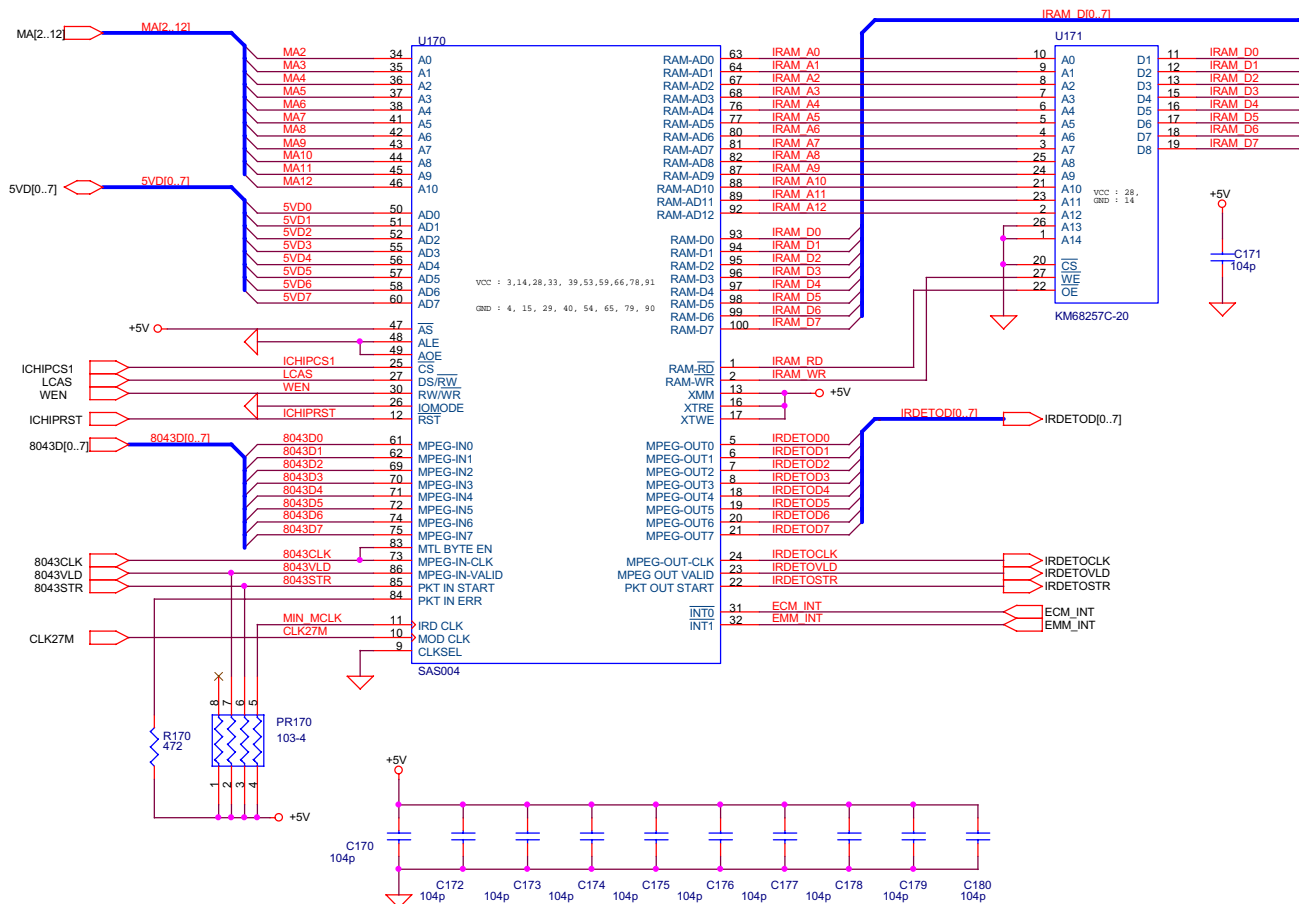 IRAM_D[0..7]
MA[2..12] MA[2..12] U170 U171
MA2 34 A0 RAM-AD0 63 IRAM_A0 10 A0 D1 11 IRAM_D0
MA3 35 A1 RAM-AD1 64 IRAM_A1 9 A1 D2 12 IRAM_D1
MA4 36 A2 RAM-AD2 67 IRAM_A2 8 A2 D3 13 IRAM_D2
MA5 37 A3 RAM-AD3 68 IRAM_A3 7 A3 D4 15 IRAM_D3
MA6 38 A4 RAM-AD4 76 IRAM_A4 6 A4 D5 16 IRAM_D4
MA7 41 A5 RAM-AD5 77 IRAM_A5 5 A5 D6 17 IRAM_D5
MA8 42 A6 RAM-AD6 80 IRAM_A6 4 A6 D7 18 IRAM_D6
MA9 43 A7 RAM-AD7 81 IRAM_A7 3 A7 D8 19 IRAM_D7
MA10 44 A8 RAM-AD8 82 IRAM_A8 25 A8
MA11 45 A9 RAM-AD9 87 IRAM_A9 24 A9
MA12 46 A10 RAM-AD10 88 IRAM_A10 21 A10
RAM-AD11 89 IRAM_A11 23 A11
RAM-AD12 92 IRAM_A12 2 A12
26 A13
1 A14
VCC : 28,
GND : 14
+5V
C171
104p
20 CS
27 WE
22 OE
KM68257C-20
5VD[0..7] 5VD[0..7]
5VD0 50 AD0 RAM-D0 93 IRAM_D0
5VD1 51 AD1 RAM-D1 94 IRAM_D1
5VD2 52 AD2 RAM-D2 95 IRAM_D2
5VD3 55 AD3 RAM-D3 96 IRAM_D3
5VD4 56 AD4 RAM-D4 97 IRAM_D4
5VD5 57 AD5 RAM-D5 98 IRAM_D5
5VD6 58 AD6 RAM-D6 99 IRAM_D6
5VD7 60 AD7 RAM-D7 100 IRAM_D7
VCC : 3,14,28,33, 39,53,59,66,78,91
GND : 4, 15, 29, 40, 54, 65, 79, 90
+5V 47 AS
48 ALE
49 AOE
ICHIPCS1 ICHIPCS1 25 CS RAM-RD 1 IRAM_RD
LCAS LCAS 27 DS/RW RAM-WR 2 IRAM_WR
WEN WEN 30 RW/WR XMM 13 +5V
26 IOMODE XTRE 16
ICHIPRST ICHIPRST 12 RST XTWE 17
8043D[0..7] 8043D[0..7] IRDETOD[0..7] IRDETOD[0..7]
8043D0 61 MPEG-IN0 MPEG-OUT0 5 IRDETOD0
8043D1 62 MPEG-IN1 MPEG-OUT1 6 IRDETOD1
8043D2 69 MPEG-IN2 MPEG-OUT2 7 IRDETOD2
8043D3 70 MPEG-IN3 MPEG-OUT3 8 IRDETOD3
8043D4 71 MPEG-IN4 MPEG-OUT4 18 IRDETOD4
8043D5 72 MPEG-IN5 MPEG-OUT5 19 IRDETOD5
8043D6 74 MPEG-IN6 MPEG-OUT6 20 IRDETOD6
8043D7 75 MPEG-IN7 MPEG-OUT7 21 IRDETOD7
83 MTL BYTE EN
8043CLK 8043CLK 73 MPEG-IN-CLK MPEG-OUT-CLK 24 IRDETOCLK IRDETOCLK
8043VLD 8043VLD 86 MPEG-IN-VALID MPEG OUT VALID 23 IRDETOVLD IRDETOVLD
8043STR 8043STR 85 PKT IN START PKT OUT START 22 IRDETOSTR IRDETOSTR
84 PKT IN ERR
INT0 31 ECM_INT ECM_INT
MIN_MCLK 11 IRD CLK INT1 32 EMM_INT EMM_INT
CLK27M CLK27M 10 MOD CLK
9 CLKSEL
SAS004
8 7 6 5
R170
472
PR170
103-4
1 2 3 4
+5V
+5V
C170
104p
C172 C173 C174 C175 C176 C177 C178 C179 C180
104p 104p 104p 104p 104p 104p 104p 104p 104p